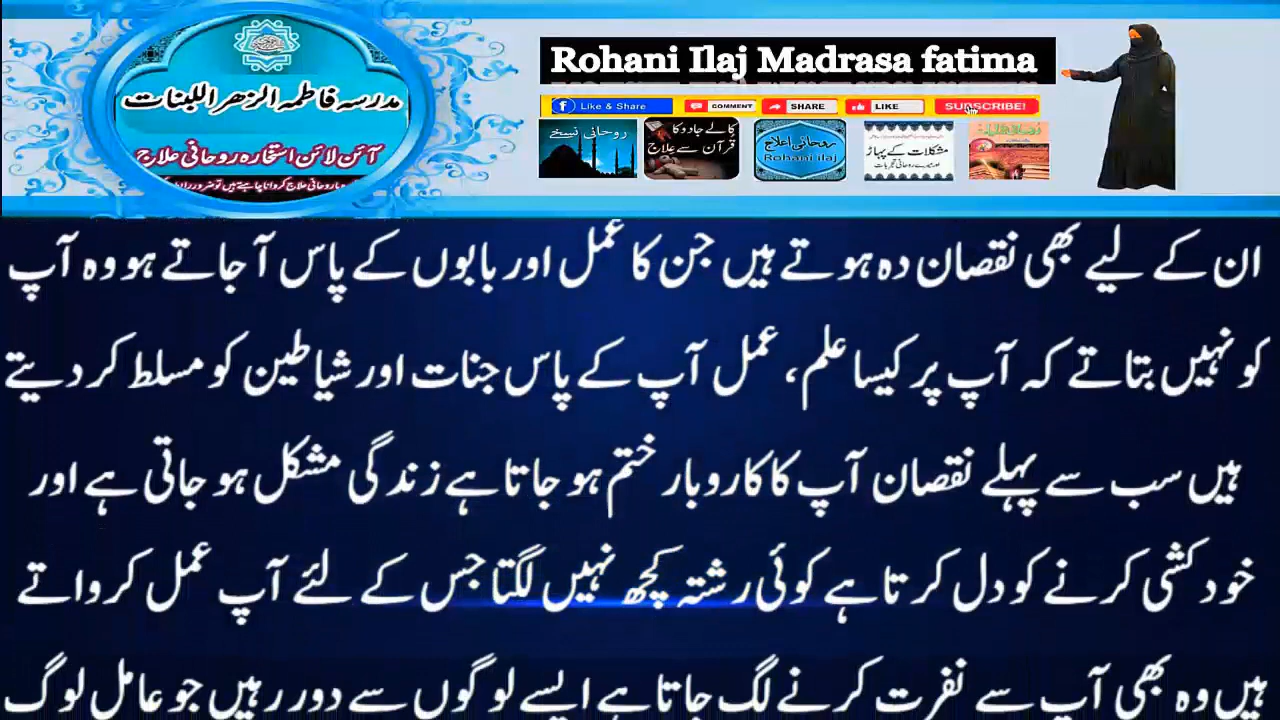 مدرسہ فاطمہ الزھراللبنات
آئن لائن استخارہ روحانی علاج
Rohani Ilaj Madrasa fatima
Like & Share COMMENT SHARE LIKE SUBSCRIBE!
روحانی نسخے
کالے جادو کا
قرآن سے علاج
روحانی علاج
Rohani ilaj
مشکلات کے پہاڑ
ان کے لیے بھی نقصان دہ ہوتے ہیں جن کا عمل اور بابوں کے پاس آ جاتے ہو وہ آپ
کو نہیں بتاتے کہ آپ پر کیسا علم، عمل آپ کے پاس جنات اور شیاطین کو مسلط کر دیتے
ہیں سب سے پہلے نقصان آپ کا کاروبار ختم ہو جاتا ہے زندگی مشکل ہو جاتی ہے اور
خودکشی کرنے کو دل کرتا ہے کوئی رشتہ کچھ نہیں لگتا جس کے لئے آپ عمل کرواتے
ہیں وہ بھی آپ سے نفرت کرنے لگ جاتا ہے ایسے لوگوں سے دور رہیں جو عامل لوگ